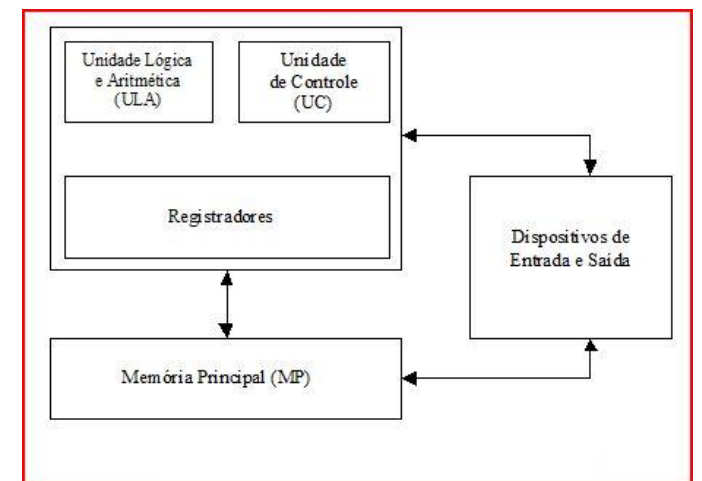 Unidade Lógica
e Aritmética
(ULA)
Unidade
de Controle
(UC)
Registradores
Dispositivos de
Entrada e Saída
Memória Principal (MP)